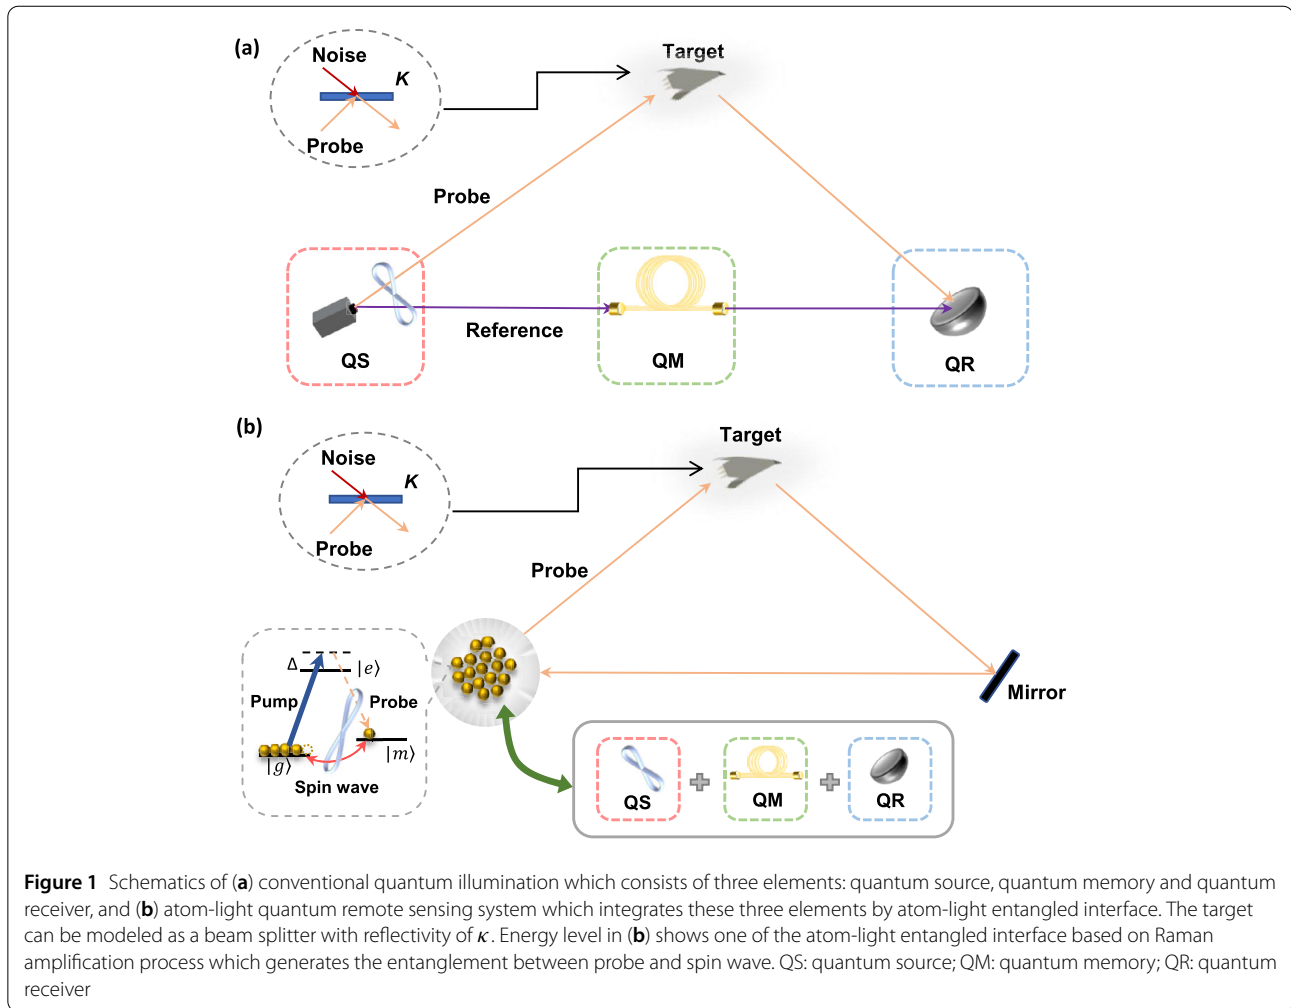 (a)
Noise
K
Probe
Target
Probe
Reference
QS
QM
QR
(b)
Noise
K
Probe
Target
Probe
Δ
|e⟩
Pump
Probe
|g⟩
|m⟩
Spin wave
Mirror
QS
QM
QR
Figure 1 Schematics of (a) conventional quantum illumination which consists of three elements: quantum source, quantum memory and quantum
receiver, and (b) atom-light quantum remote sensing system which integrates these three elements by atom-light entangled interface. The target
can be modeled as a beam splitter with reflectivity of κ. Energy level in (b) shows one of the atom-light entangled interface based on Raman
amplification process which generates the entanglement between probe and spin wave. QS: quantum source; QM: quantum memory; QR: quantum
receiver